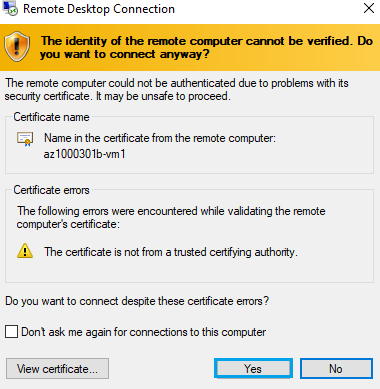 Remote Desktop Connection
The identity of the remote computer cannot be verified. Do
you want to connect anyway?
The remote computer could not be authenticated due to problems with its
security certificate. It may be unsafe to proceed.
Certificate name
Name in the certificate from the remote computer:
az1000301b-vm1
Certificate errors
The following errors were encountered while validating the remote
computer's certificate:
The certificate is not from a trusted certifying authority.
Do you want to connect despite these certificate errors?
Don't ask me again for connections to this computer
View certificate...
Yes
No